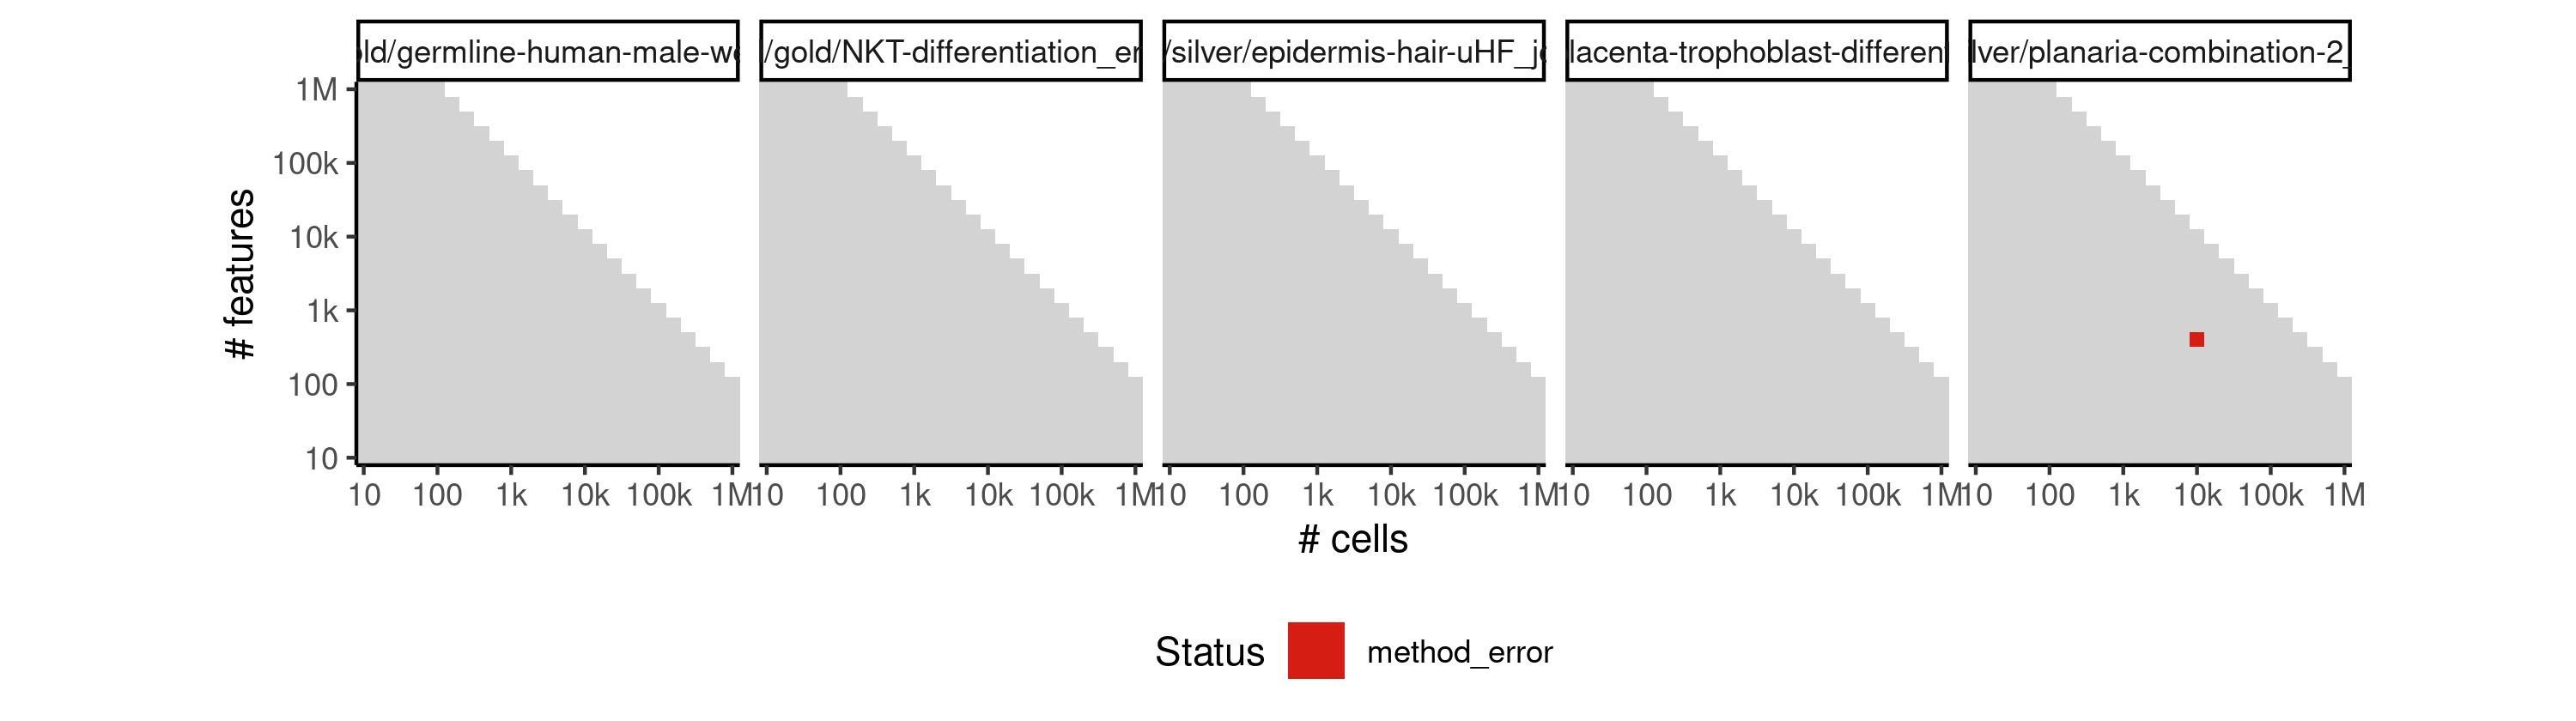 ld/germline-human-male-w
/gold/NKT-differentiation_e
/silver/epidermis-hair-uHF_j
lacenta-trophoblast-differen
lver/planaria-combination-2_
# features
1M
100k
10k
1k
100
10
10 100 1k 10k 100k 1M
10 100 1k 10k 100k 1M
10 100 1k 10k 100k 1M
10 100 1k 10k 100k 1M
10 100 1k 10k 100k 1M
# cells
Status method_error